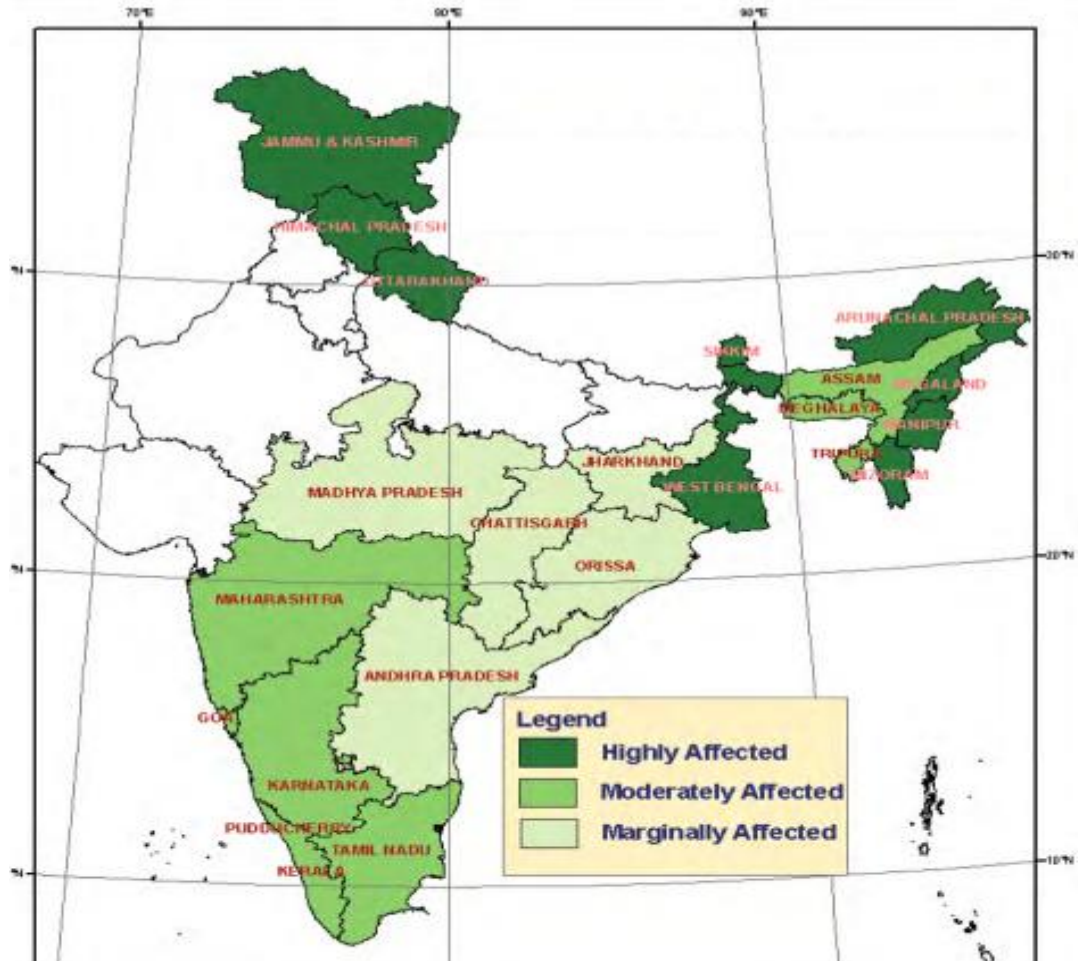 70°E 80°E 90°E
JAMMU & KASHMIR
HIMACHAL PRADESH
UTTARAKHAND
30°N
ARUNACHAL PRADESH
SIKKIM
ASSAM
NAGALAND
MEGHALAYA
MANIPUR
TRIPURA
MIZORAM
JHARKHAND
WEST BENGAL
MADHYA PRADESH
CHATTISGARH
20°N
ORISSA
MAHARASHTRA
ANDHRA PRADESH
GOA
KARNATAKA
PUDUCHERRY
TAMIL NADU
KERALA
10°N
Legend
Highly Affected
Moderately Affected
Marginally Affected